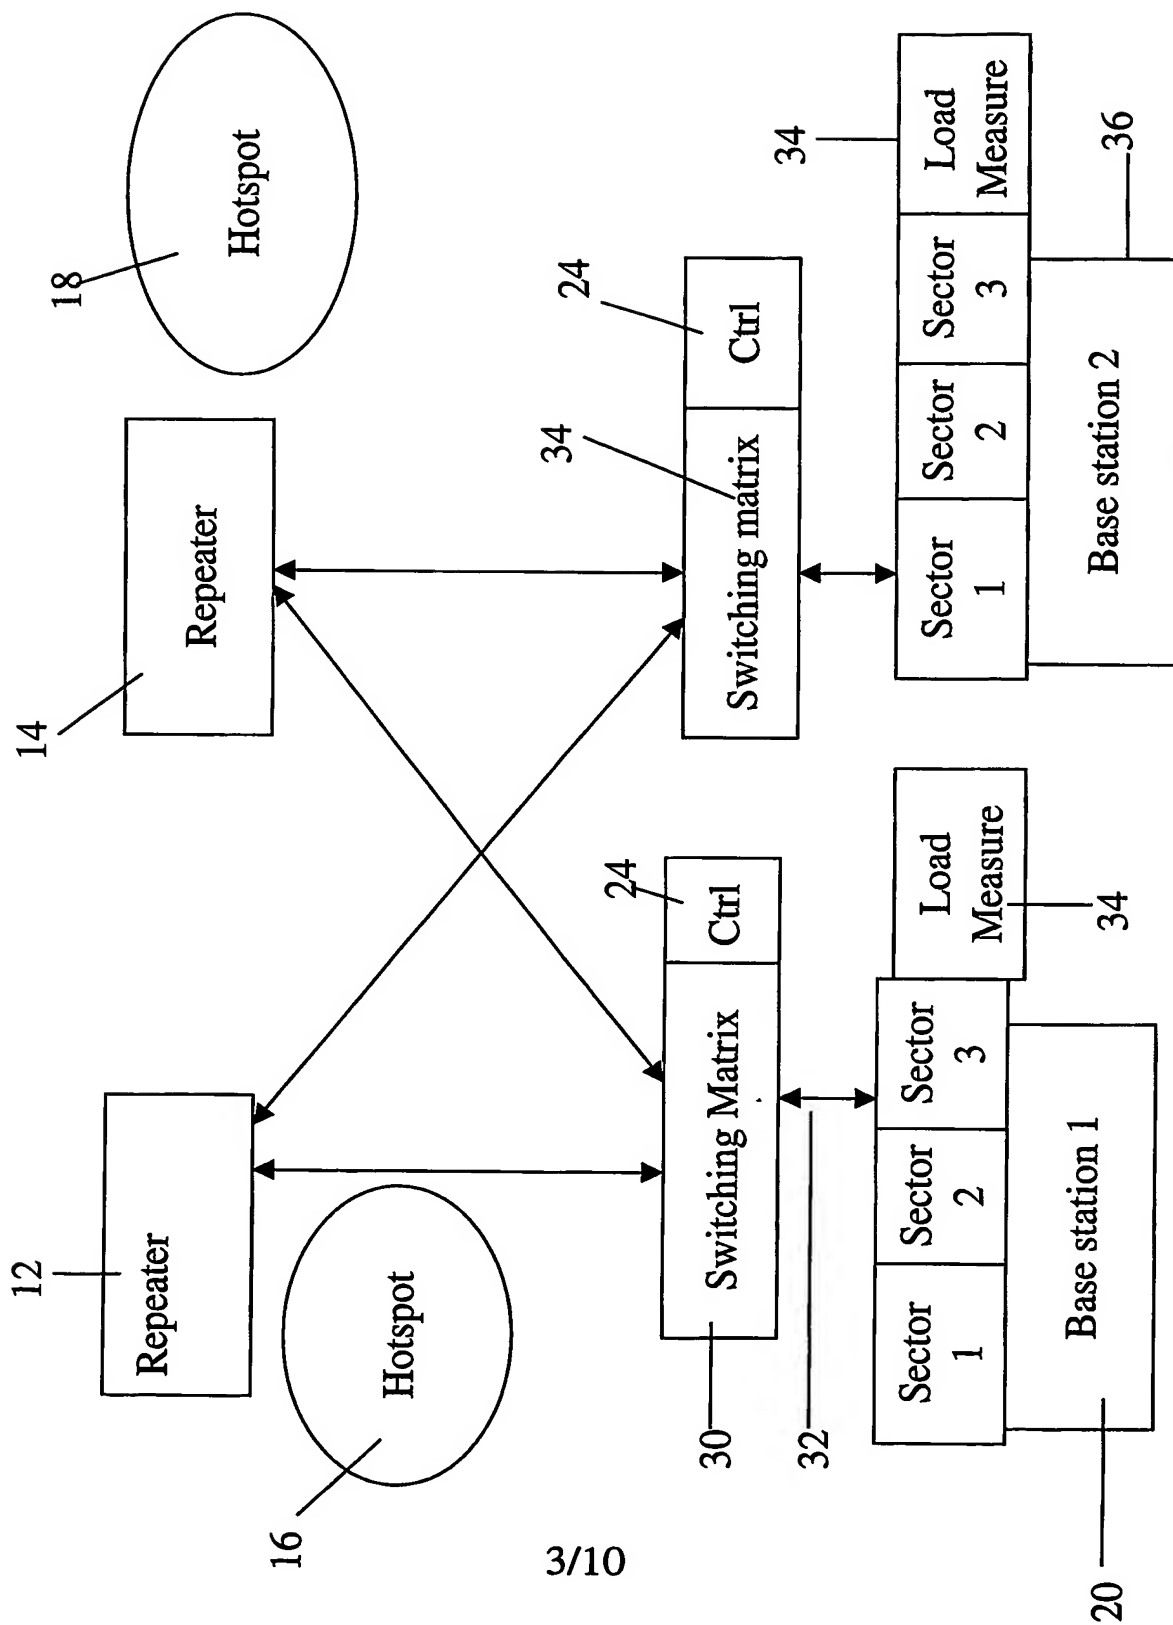 18
Hotspot
14
Repeater
12
Repeater
16
Hotspot
34
Switching matrix
24
Ctrl
30
Switching Matrix
24
Ctrl
32
34
Sector
1
Sector
2
Sector
3
Load
Measure
Base station 2
36
Sector
1
Sector
2
Sector
3
Load
Measure
34
Base station 1
20
3/10